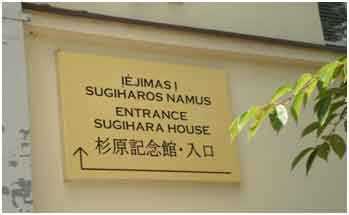 IĖJIMAS Į
SUGIHAROS NAMUS
ENTRANCE
SUGIHARA HOUSE
杉原記念館・入口